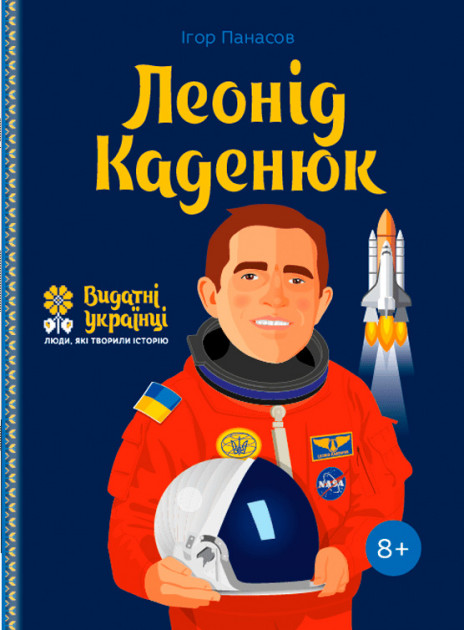 Ігор Панасов
Леонід
Каденюк
Видатні
українці
ЛЮДИ, ЯКІ ТВОРИЛИ ІСТОРІЮ
NASA
8+